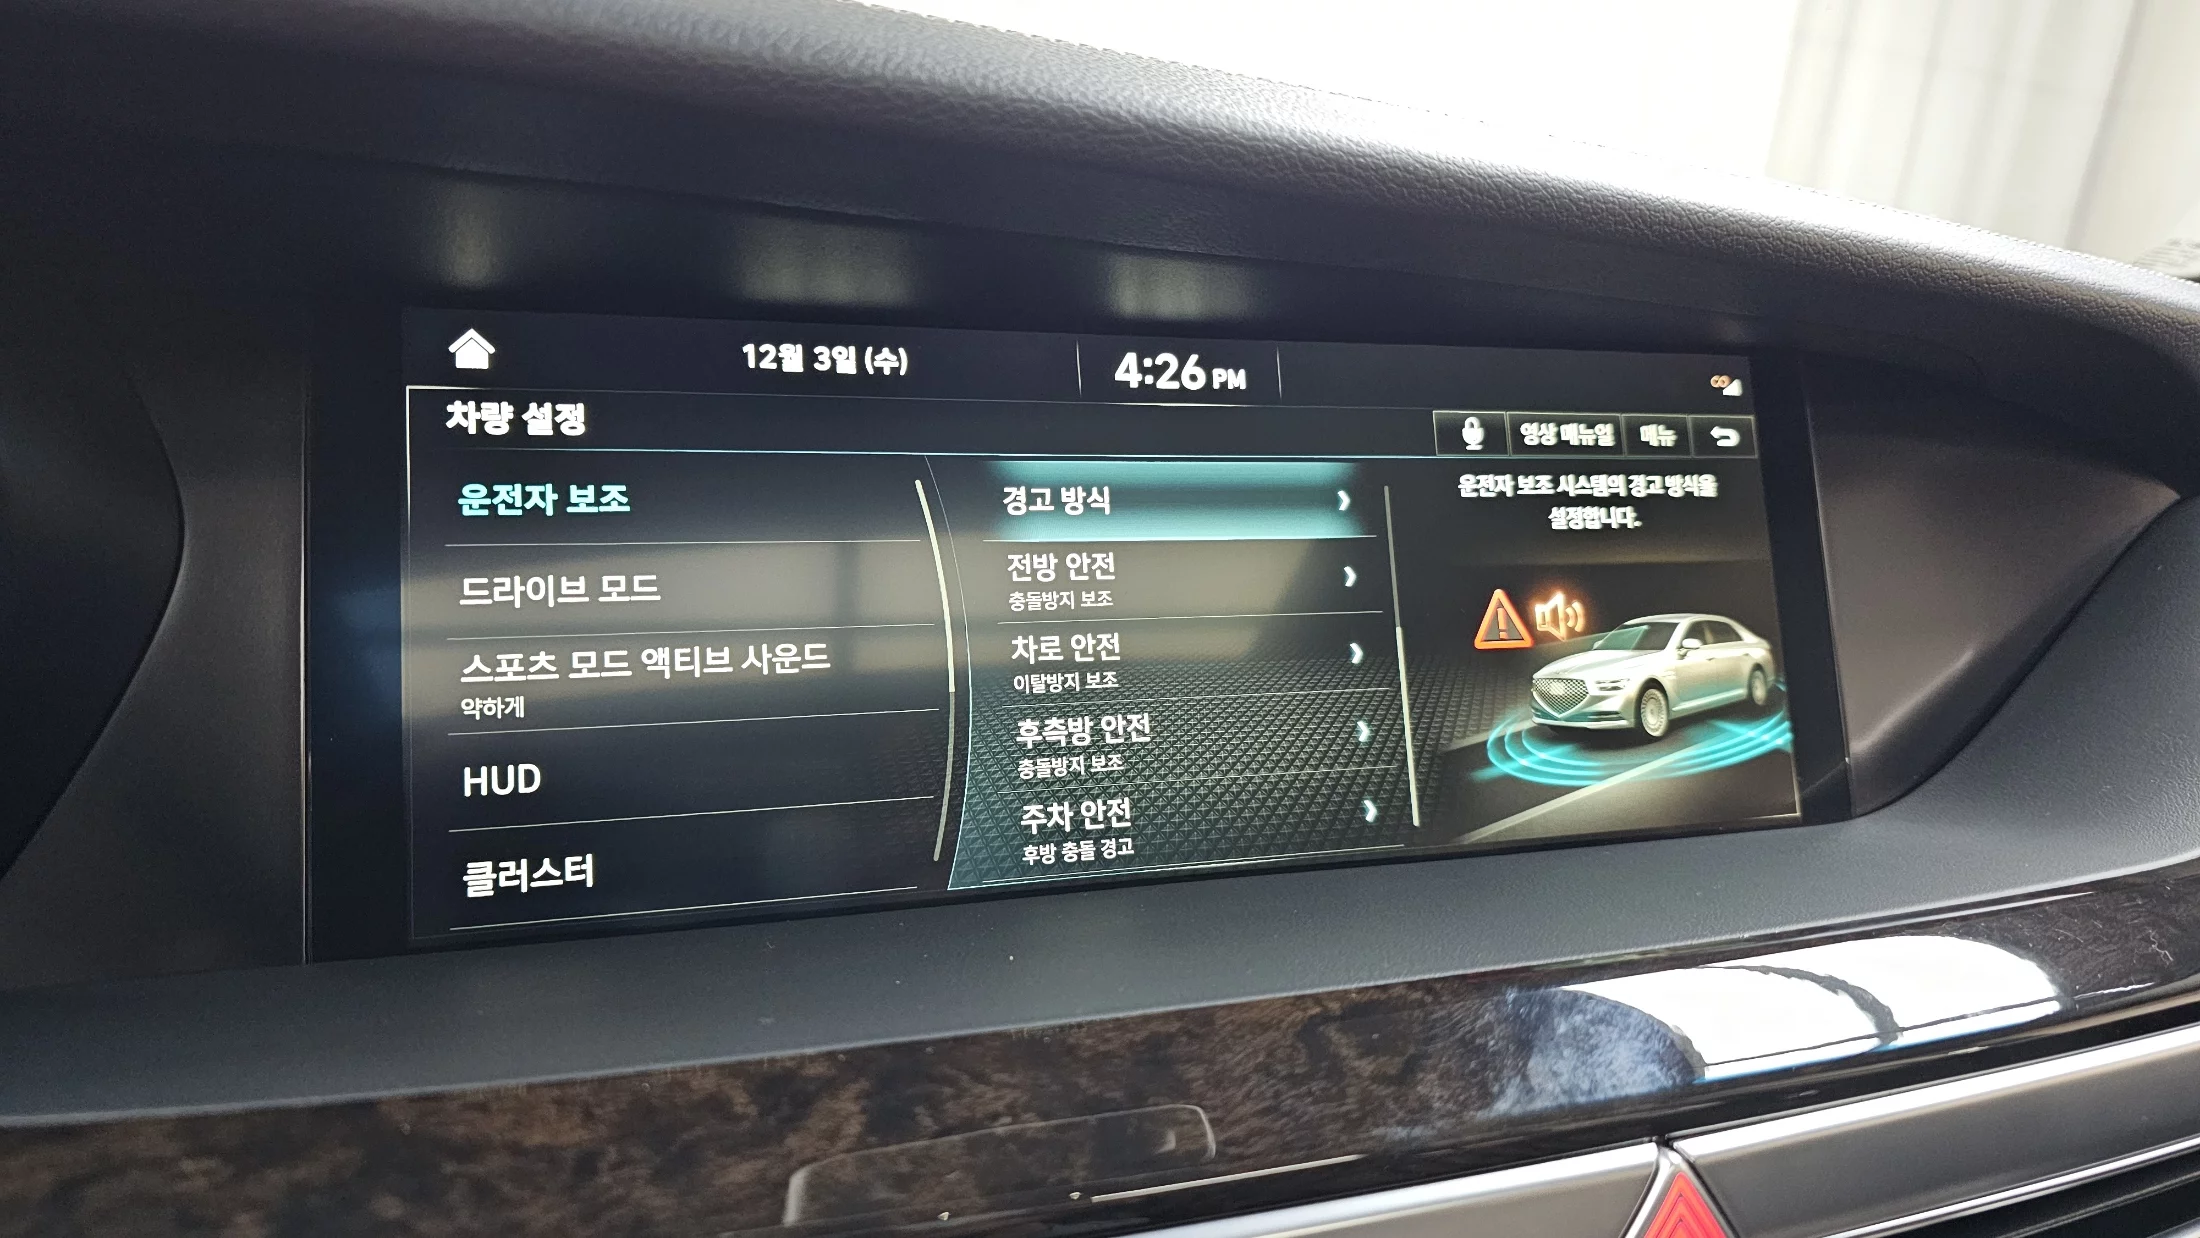 12월 3일 (수)
4:26 PM
차량 설정
영상 매뉴얼
메뉴
운전자 보조
드라이브 모드
스포츠 모드 액티브 사운드
약하게
HUD
클러스터
경고 방식
전방 안전
충돌방지 보조
차로 안전
이탈방지 보조
후측방 안전
충돌방지 보조
주차 안전
후방 충돌 경고
운전자 보조 시스템의 경고 방식을
설정합니다.